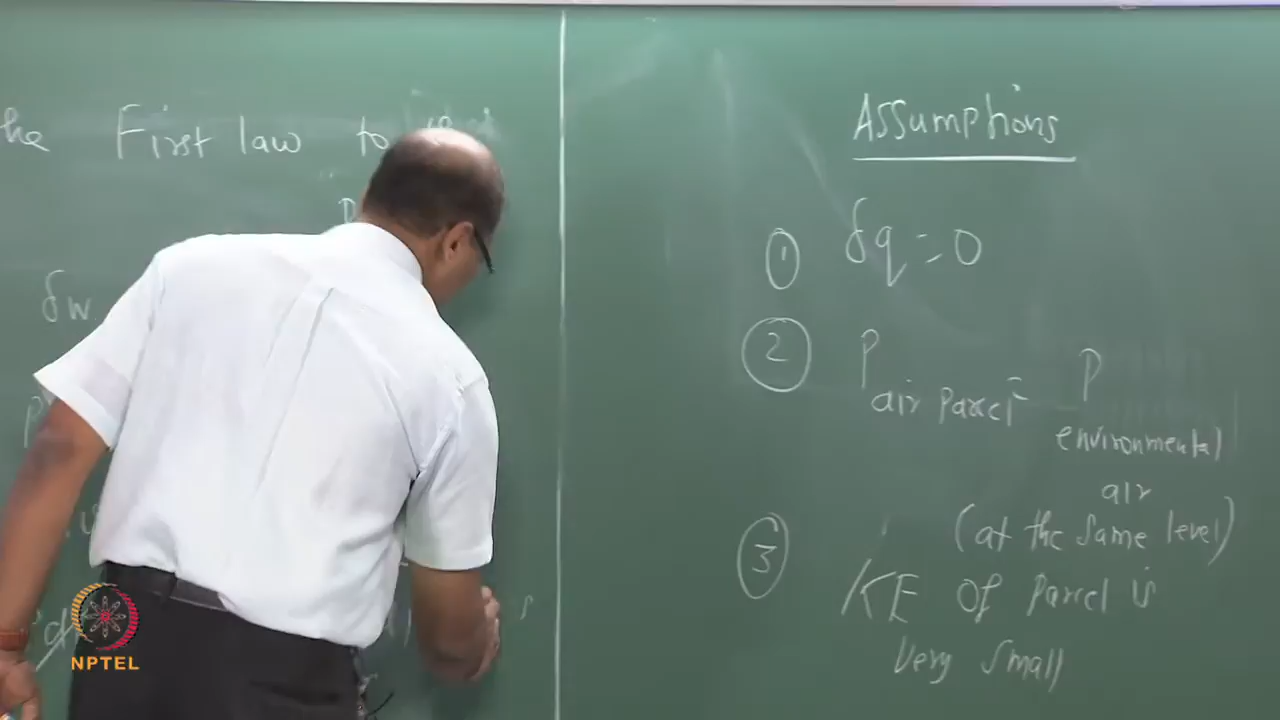 he First law to
δw
Assumptions
① δq = 0
② P air parcel = P environmental
air
(at the same level)
③ KE of parcel is
very small
NPTEL